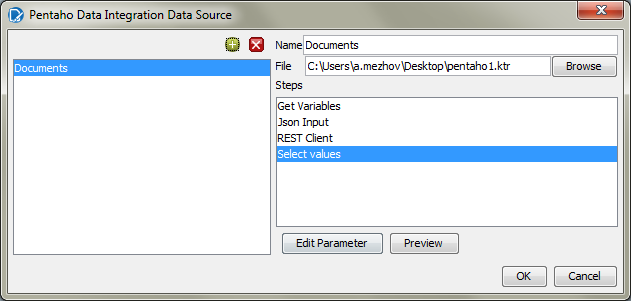 Pentaho Data Integration Data Source
Documents
Name Documents
File C:\Users\a.mezhov\Desktop\pentaho1.ktr Browse
Steps
Get Variables
Json Input
REST Client
Select values
Edit Parameter Preview
OK Cancel